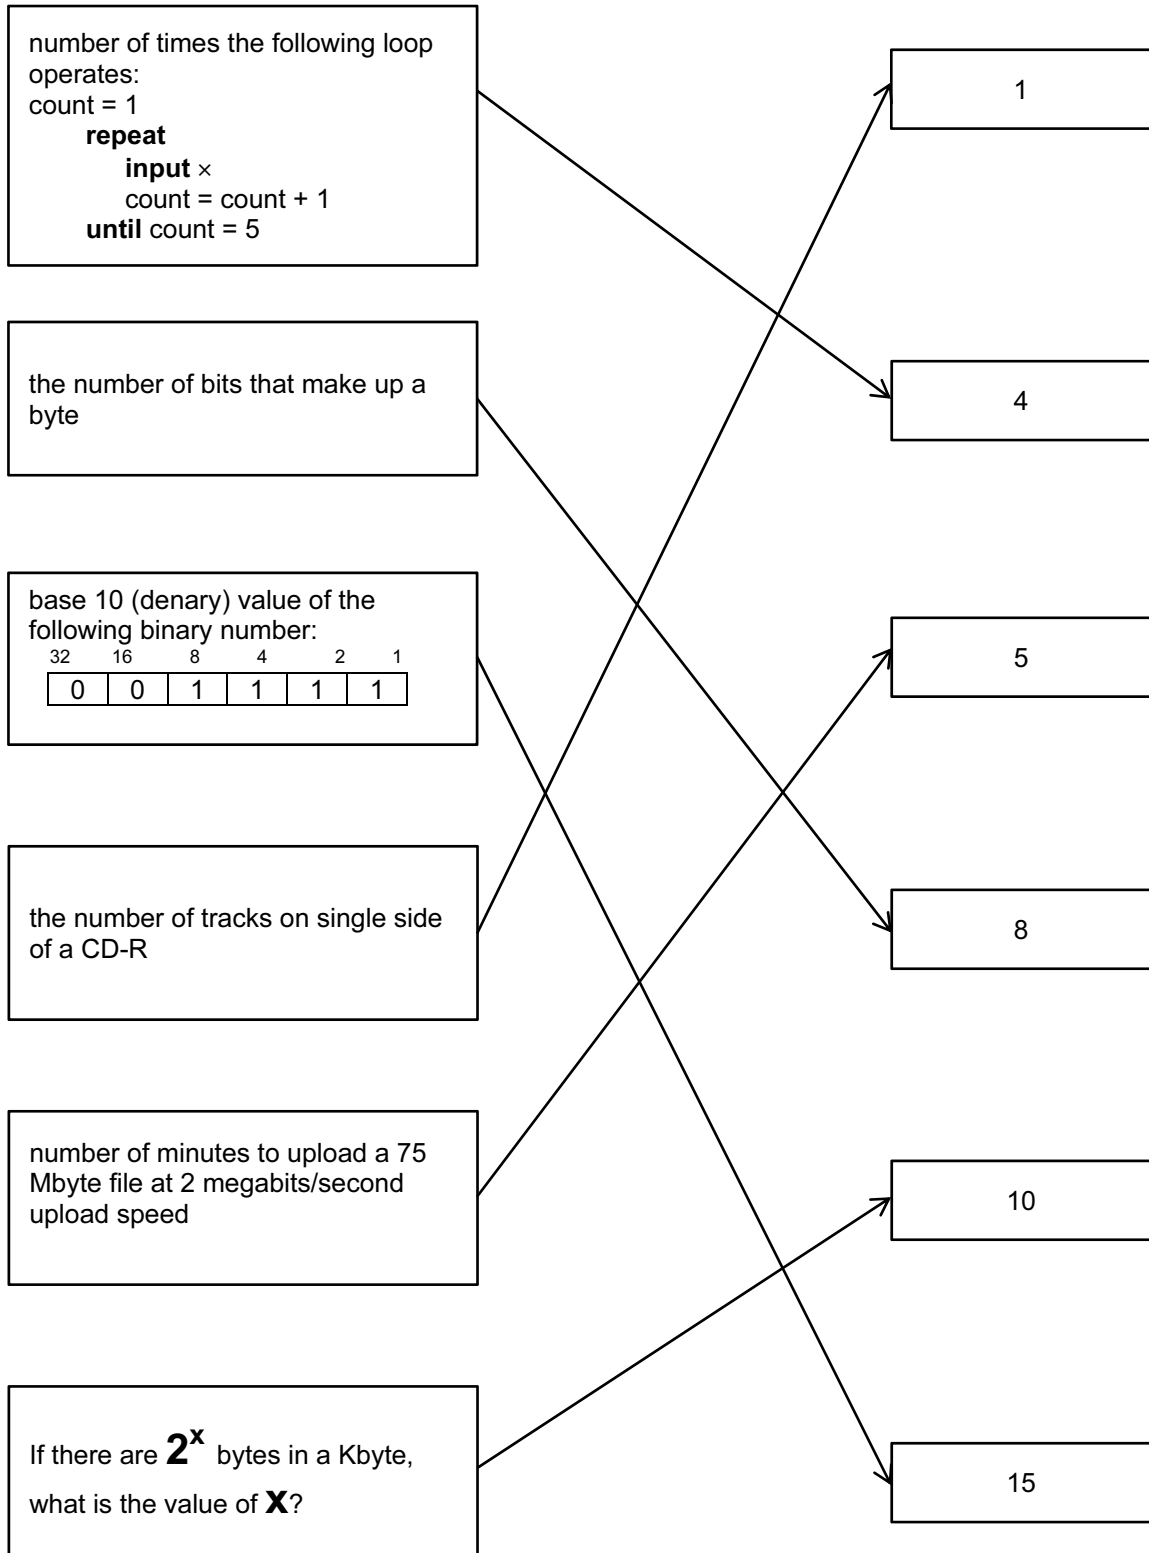 number of times the following loop
operates:
count = 1
repeat
input ×
count = count + 1
until count = 5
the number of bits that make up a
byte
base 10 (denary) value of the
following binary number:
32 16 8 4 2 1
0 0 1 1 1 1
the number of tracks on single side
of a CD-R
number of minutes to upload a 75
Mbyte file at 2 megabits/second
upload speed
If there are 2^x bytes in a Kbyte,
what is the value of x?
1
4
5
8
10
15